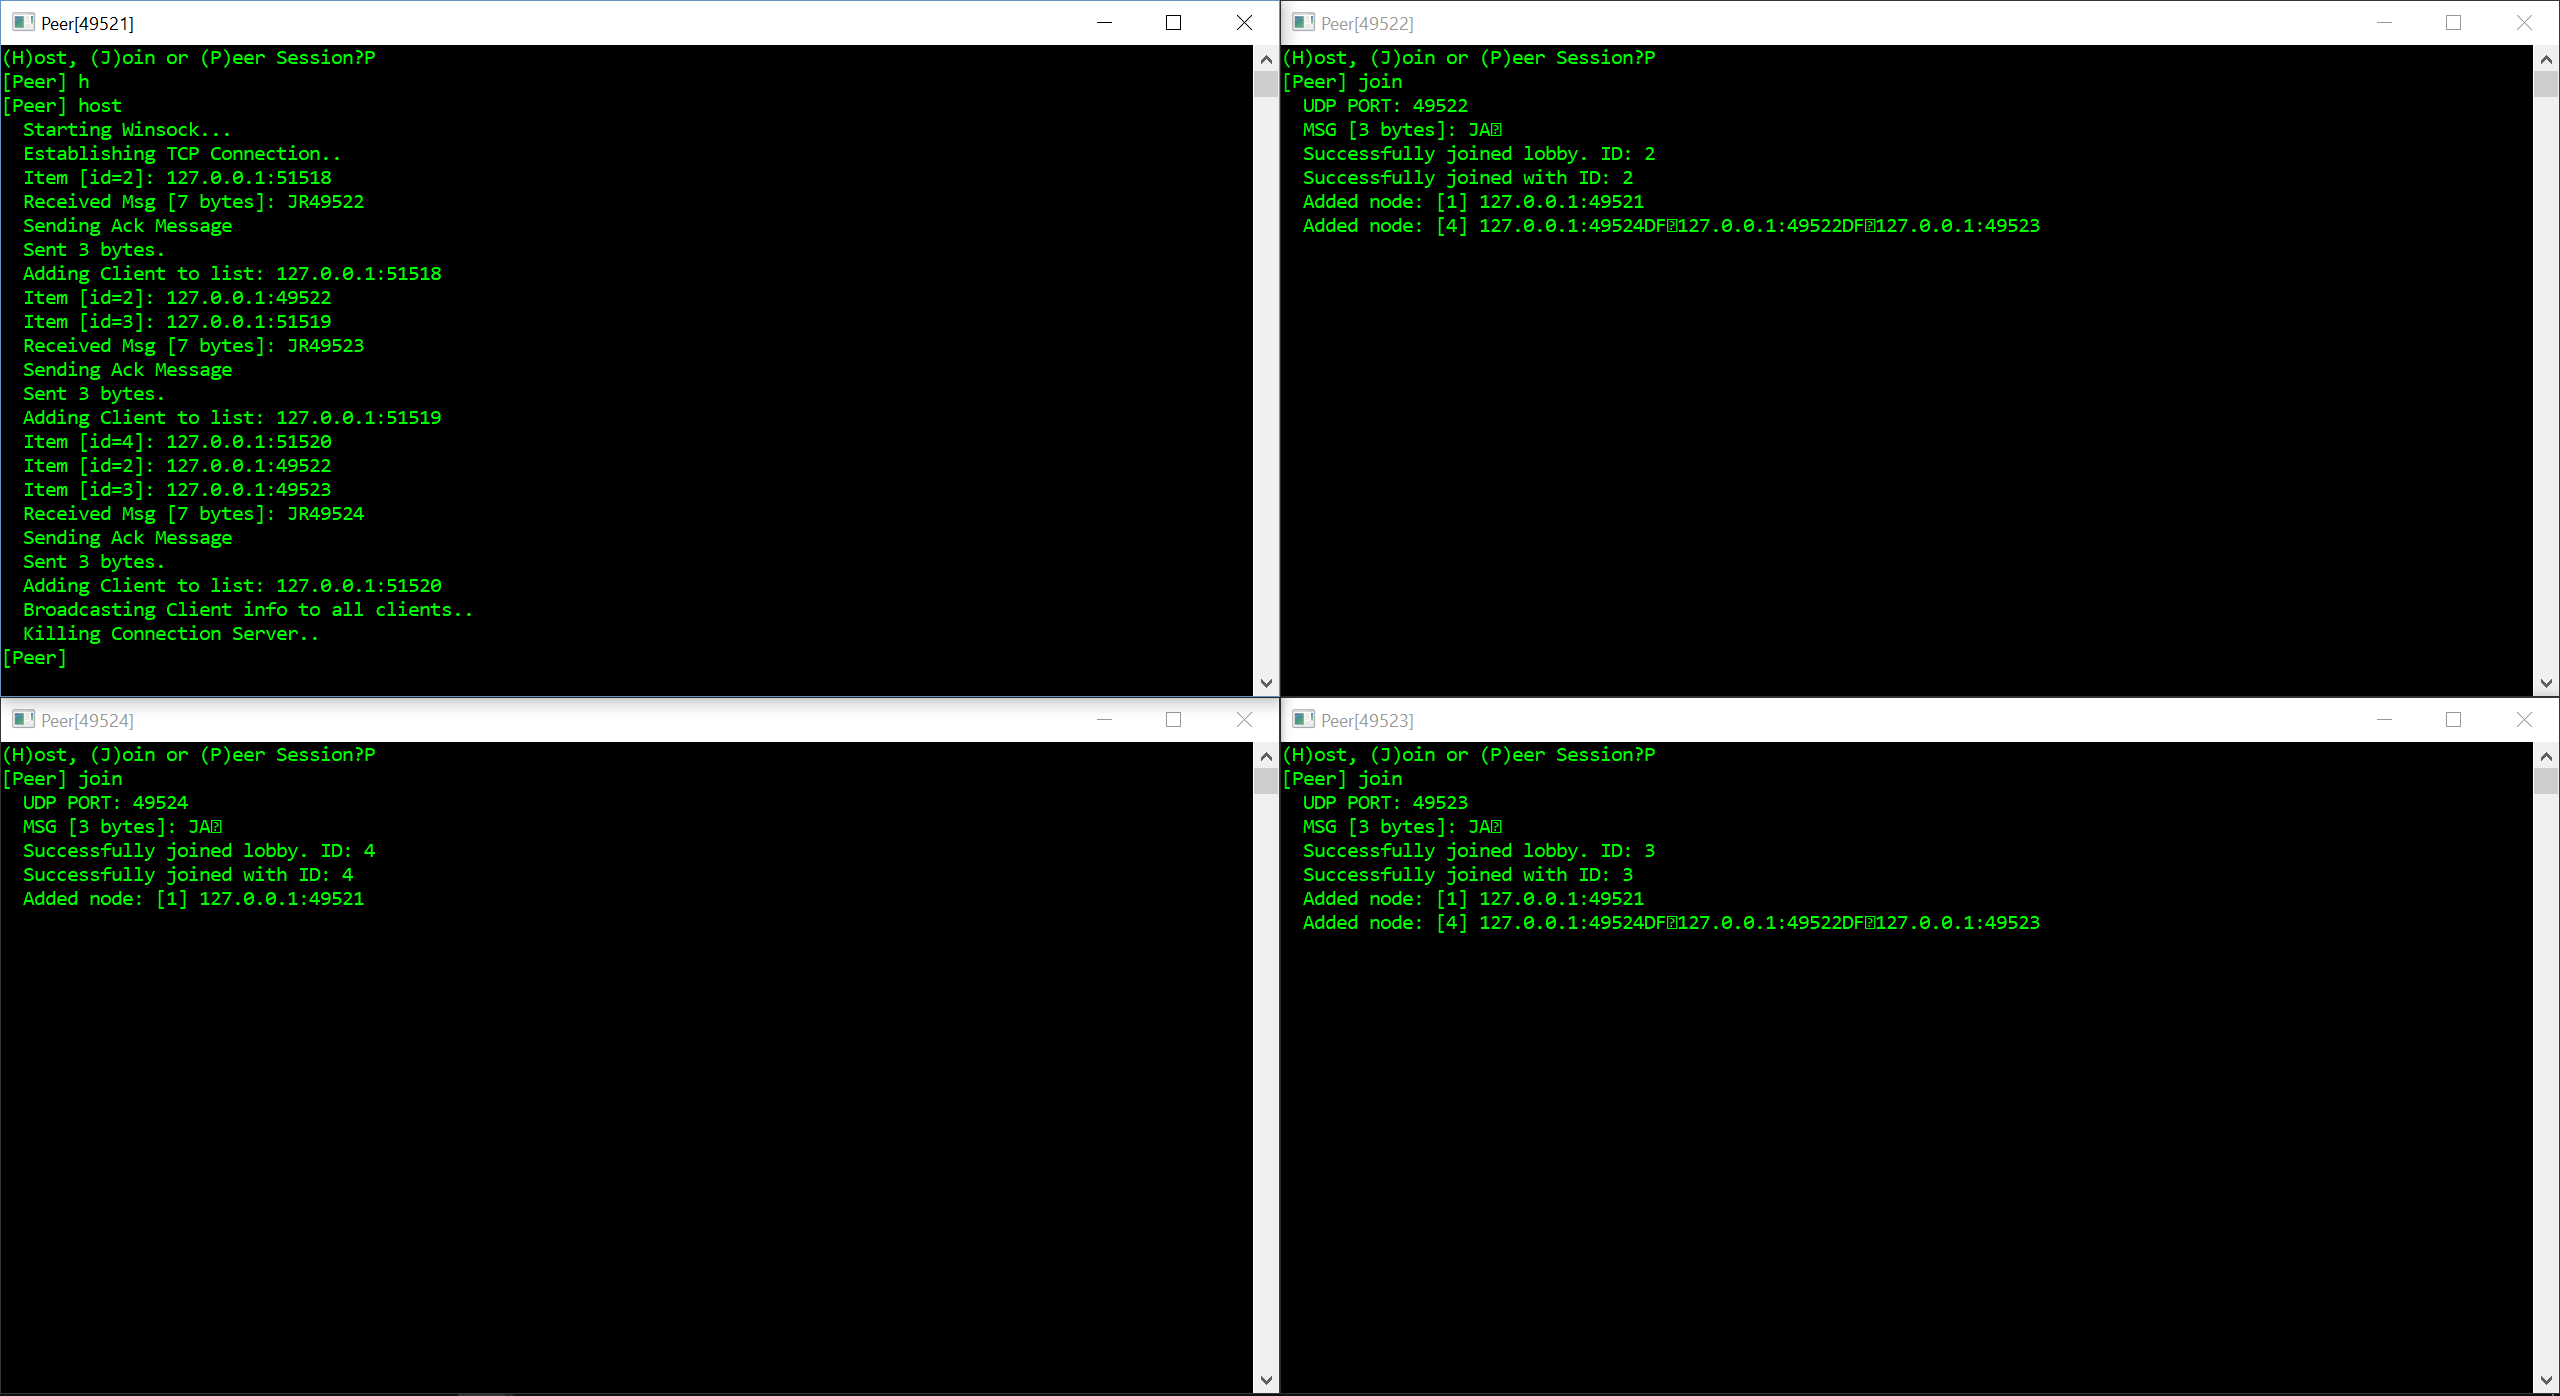 Peer[49521]
(H)ost, (J)oin or (P)eer Session?P
[Peer] h
[Peer] host
Starting Winsock...
Establishing TCP Connection..
Item [id=2]: 127.0.0.1:51518
Received Msg [7 bytes]: JR49522
Sending Ack Message
Sent 3 bytes.
Adding Client to list: 127.0.0.1:51518
Item [id=2]: 127.0.0.1:49522
Item [id=3]: 127.0.0.1:51519
Received Msg [7 bytes]: JR49523
Sending Ack Message
Sent 3 bytes.
Adding Client to list: 127.0.0.1:51519
Item [id=4]: 127.0.0.1:51520
Item [id=2]: 127.0.0.1:49522
Item [id=3]: 127.0.0.1:49523
Received Msg [7 bytes]: JR49524
Sending Ack Message
Sent 3 bytes.
Adding Client to list: 127.0.0.1:51520
Broadcasting Client info to all clients..
Killing Connection Server..
[Peer]
Peer[49522]
(H)ost, (J)oin or (P)eer Session?P
[Peer] join
UDP PORT: 49522
MSG [3 bytes]: JA�
Successfully joined lobby. ID: 2
Successfully joined with ID: 2
Added node: [1] 127.0.0.1:49521
Added node: [4] 127.0.0.1:49524DF�127.0.0.1:49522DF�127.0.0.1:49523
Peer[49524]
(H)ost, (J)oin or (P)eer Session?P
[Peer] join
UDP PORT: 49524
MSG [3 bytes]: JA�
Successfully joined lobby. ID: 4
Successfully joined with ID: 4
Added node: [1] 127.0.0.1:49521
Peer[49523]
(H)ost, (J)oin or (P)eer Session?P
[Peer] join
UDP PORT: 49523
MSG [3 bytes]: JA�
Successfully joined lobby. ID: 3
Successfully joined with ID: 3
Added node: [1] 127.0.0.1:49521
Added node: [4] 127.0.0.1:49524DF�127.0.0.1:49522DF�127.0.0.1:49523